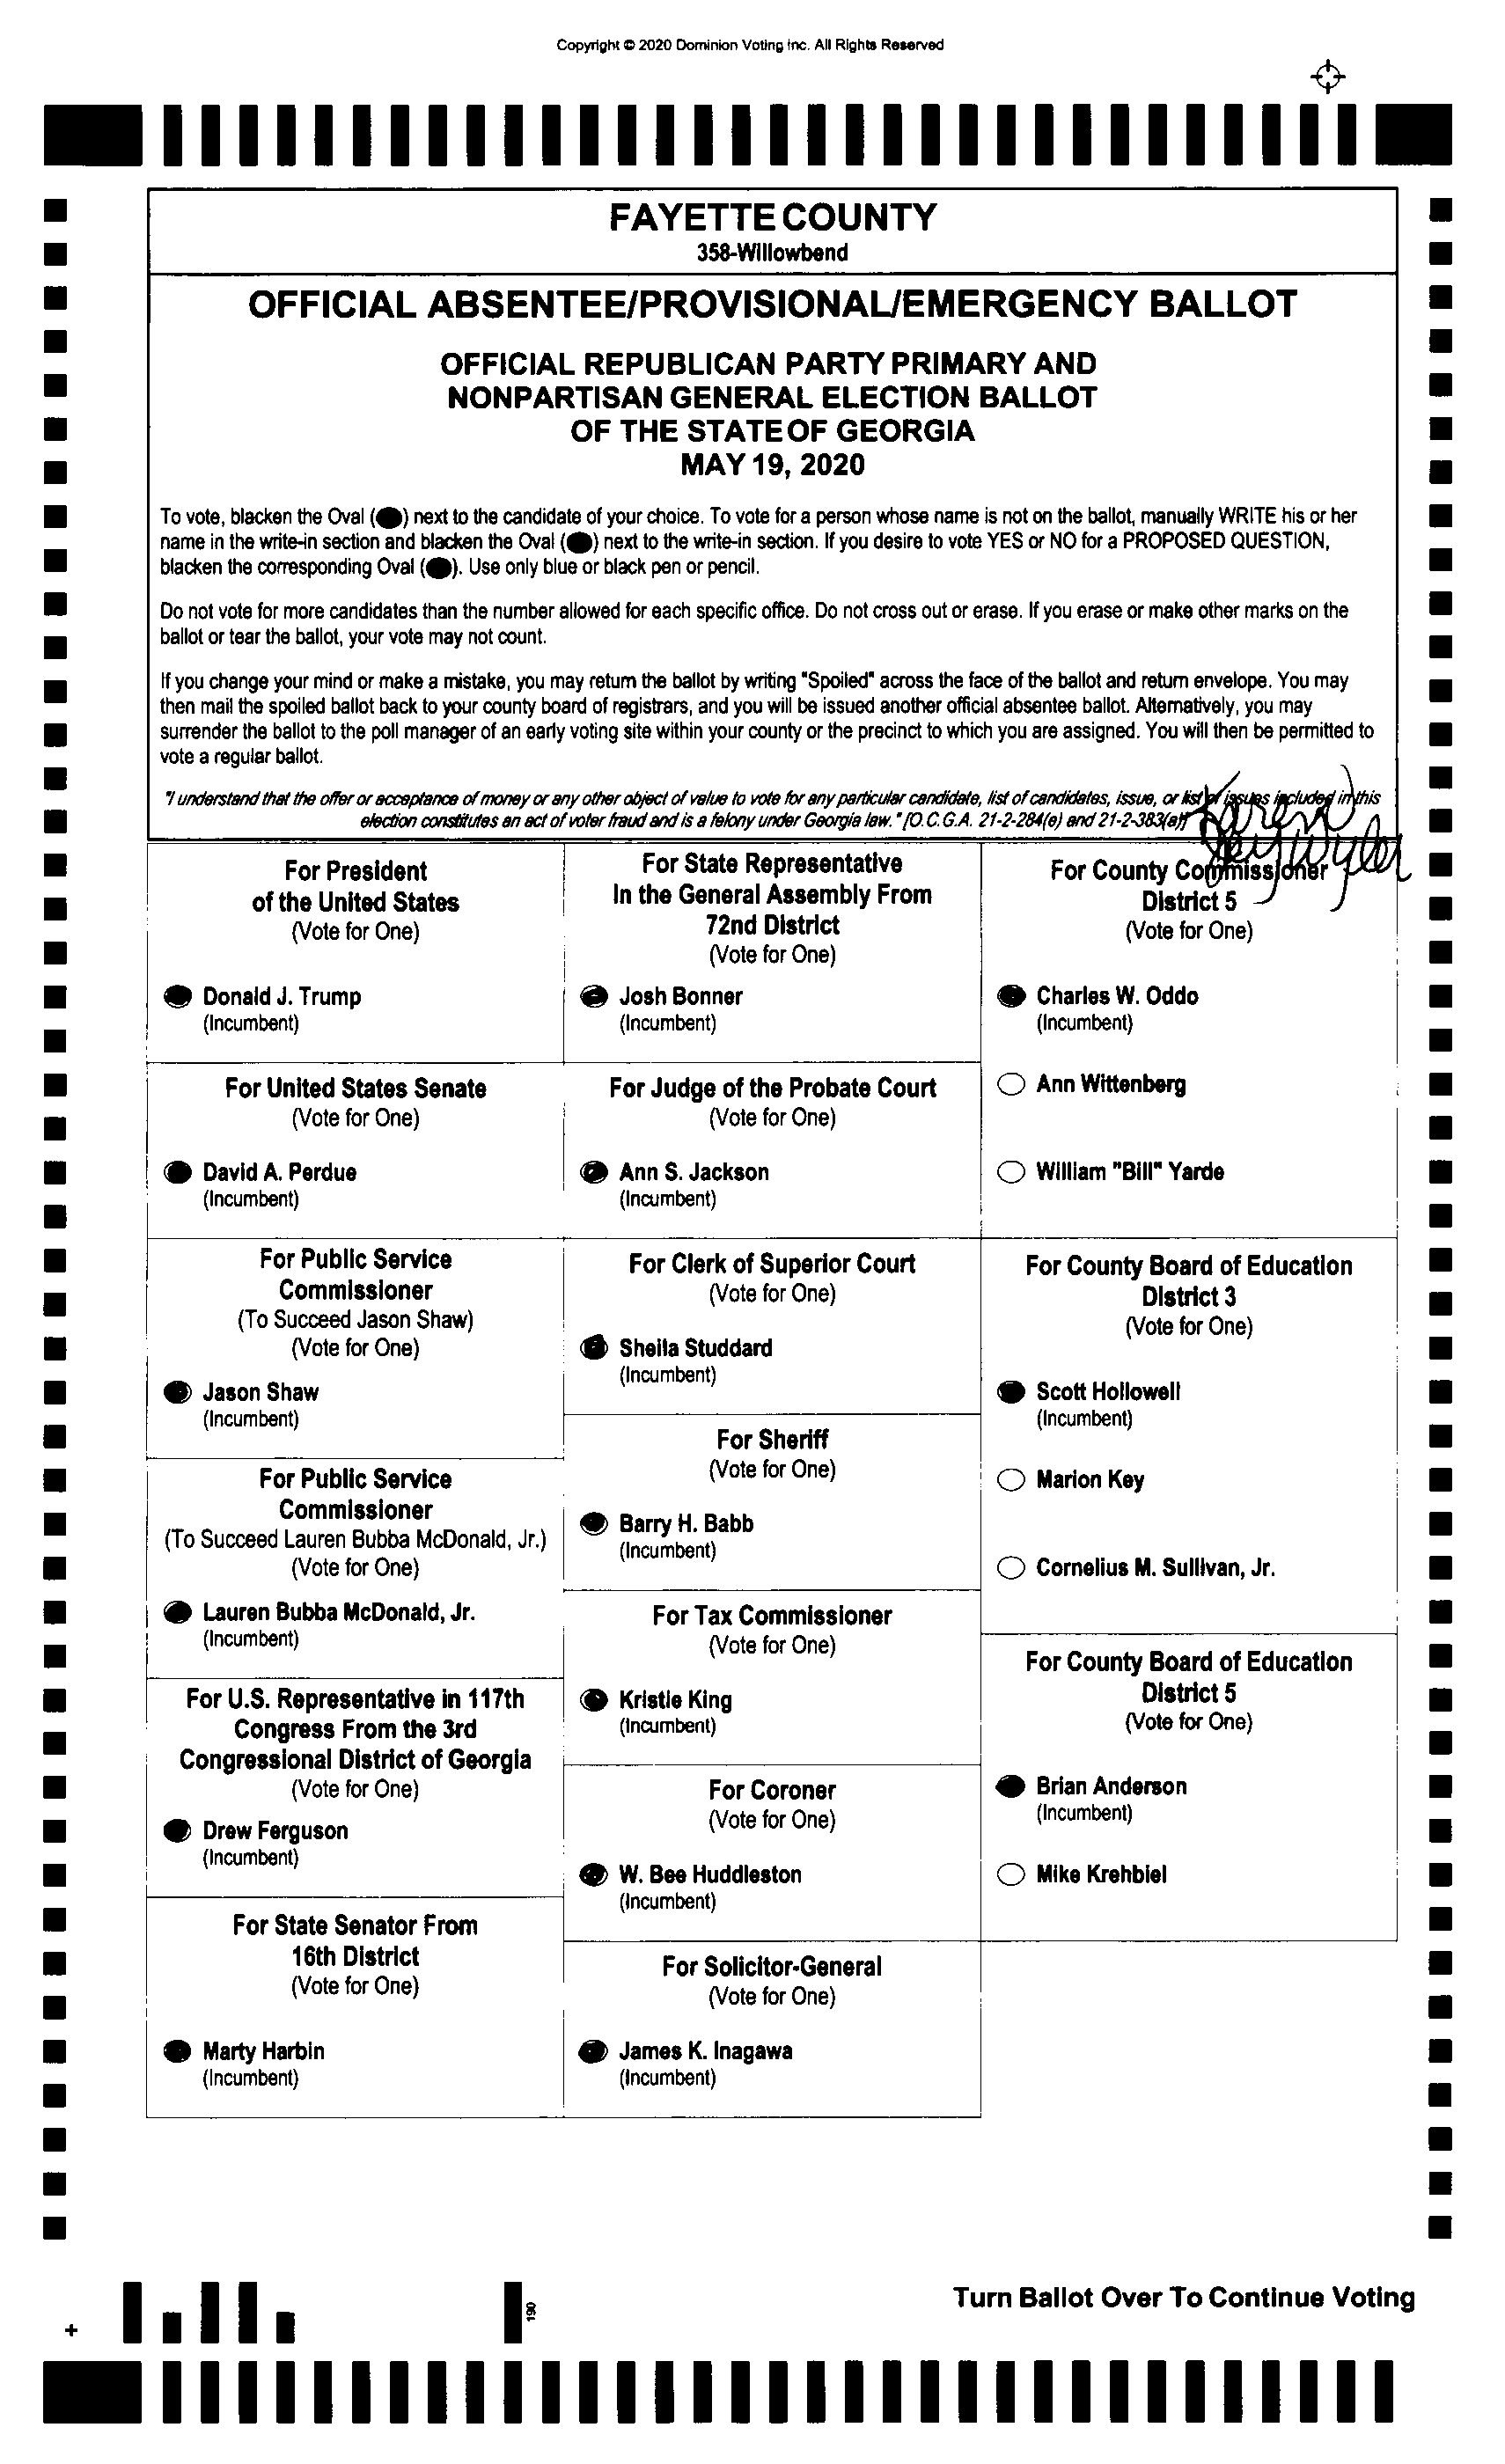 Copyright © 2020 Dominion Voting Inc. All Rights Reserved
FAYETTE COUNTY
358-Willowbend
OFFICIAL ABSENTEE/PROVISIONAL/EMERGENCY BALLOT
OFFICIAL REPUBLICAN PARTY PRIMARY AND
NONPARTISAN GENERAL ELECTION BALLOT
OF THE STATE OF GEORGIA
MAY 19, 2020
To vote, blacken the Oval ( ) next to the candidate of your choice. To vote for a person whose name is not on the ballot, manually WRITE his or her
name in the write-in section and blacken the Oval ( ) next to the write-in section. If you desire to vote YES or NO for a PROPOSED QUESTION,
blacken the corresponding Oval ( ). Use only blue or black pen or pencil.
Do not vote for more candidates than the number allowed for each specific office. Do not cross out or erase. If you erase or make other marks on the
ballot or tear the ballot, your vote may not count.
If you change your mind or make a mistake, you may return the ballot by writing "Spoiled" across the face of the ballot and return envelope. You may
then mail the spoiled ballot back to your county board of registrars, and you will be issued another official absentee ballot. Alternatively, you may
surrender the ballot to the poll manager of an early voting site within your county or the precinct to which you are assigned. You will then be permitted to
vote a regular ballot.
"I understand that the offer or acceptance of money or any other object of value to vote for any particular candidate, list of candidates, issue, or list of issues included in this
election constitutes an act of voter fraud and is a felony under Georgia law." [O.C.G.A. 21-2-284(e) and 21-2-383(a)]
Karen
For President
of the United States
(Vote for One)
Donald J. Trump
(Incumbent)
For United States Senate
(Vote for One)
David A. Perdue
(Incumbent)
For Public Service
Commissioner
(To Succeed Jason Shaw)
(Vote for One)
Jason Shaw
(Incumbent)
For Public Service
Commissioner
(To Succeed Lauren Bubba McDonald, Jr.)
(Vote for One)
Lauren Bubba McDonald, Jr.
(Incumbent)
For U.S. Representative in 117th
Congress From the 3rd
Congressional District of Georgia
(Vote for One)
Drew Ferguson
(Incumbent)
For State Senator From
16th District
(Vote for One)
Marty Harbin
(Incumbent)
For State Representative
In the General Assembly From
72nd District
(Vote for One)
Josh Bonner
(Incumbent)
For Judge of the Probate Court
(Vote for One)
Ann S. Jackson
(Incumbent)
For Clerk of Superior Court
(Vote for One)
Sheila Studdard
(Incumbent)
For Sheriff
(Vote for One)
Barry H. Babb
(Incumbent)
For Tax Commissioner
(Vote for One)
Kristie King
(Incumbent)
For Coroner
(Vote for One)
W. Bee Huddleston
(Incumbent)
For Solicitor-General
(Vote for One)
James K. Inagawa
(Incumbent)
For County Commissioner
District 5
(Vote for One)
Charles W. Oddo
(Incumbent)
Ann Wittenberg
William "Bill" Yarde
For County Board of Education
District 3
(Vote for One)
Scott Hollowell
(Incumbent)
Marion Key
Cornelius M. Sullivan, Jr.
For County Board of Education
District 5
(Vote for One)
Brian Anderson
(Incumbent)
Mike Krehbiel
Turn Ballot Over To Continue Voting
190
+